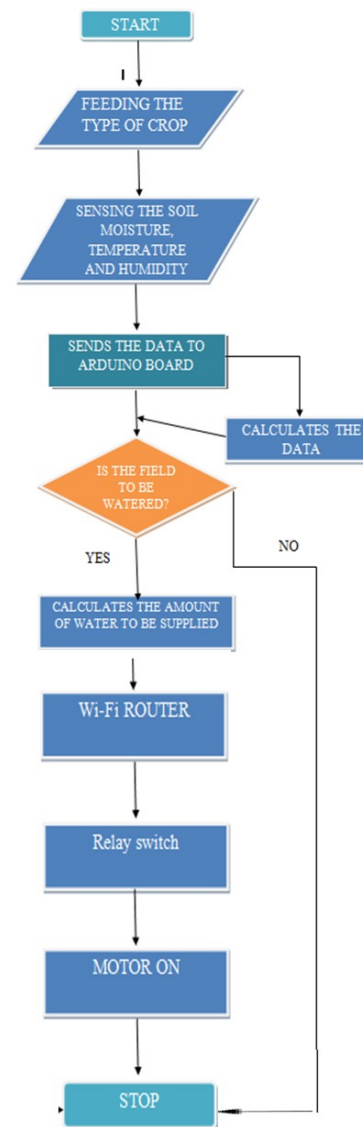 START
I
FEEDING THE
TYPE OF CROP
SENSING THE SOIL
MOISTURE,
TEMPERATURE
AND HUMIDITY
SENDS THE DATA TO
ARDUINO BOARD
CALCULATES THE
DATA
IS THE FIELD
TO BE
WATERED?
YES
NO
CALCULATES THE AMOUNT
OF WATER TO BE SUPPLIED
Wi-Fi ROUTER
Relay switch
MOTOR ON
STOP